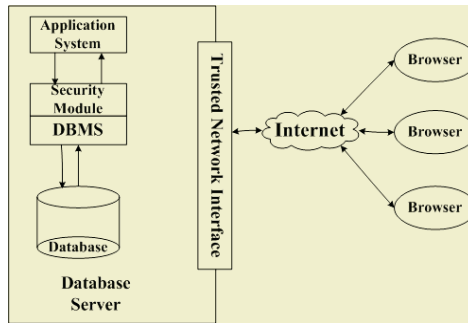 Application
System
Security
Module
DBMS
Database
Database
Server
Trusted Network Interface
Internet
Browser
Browser
Browser